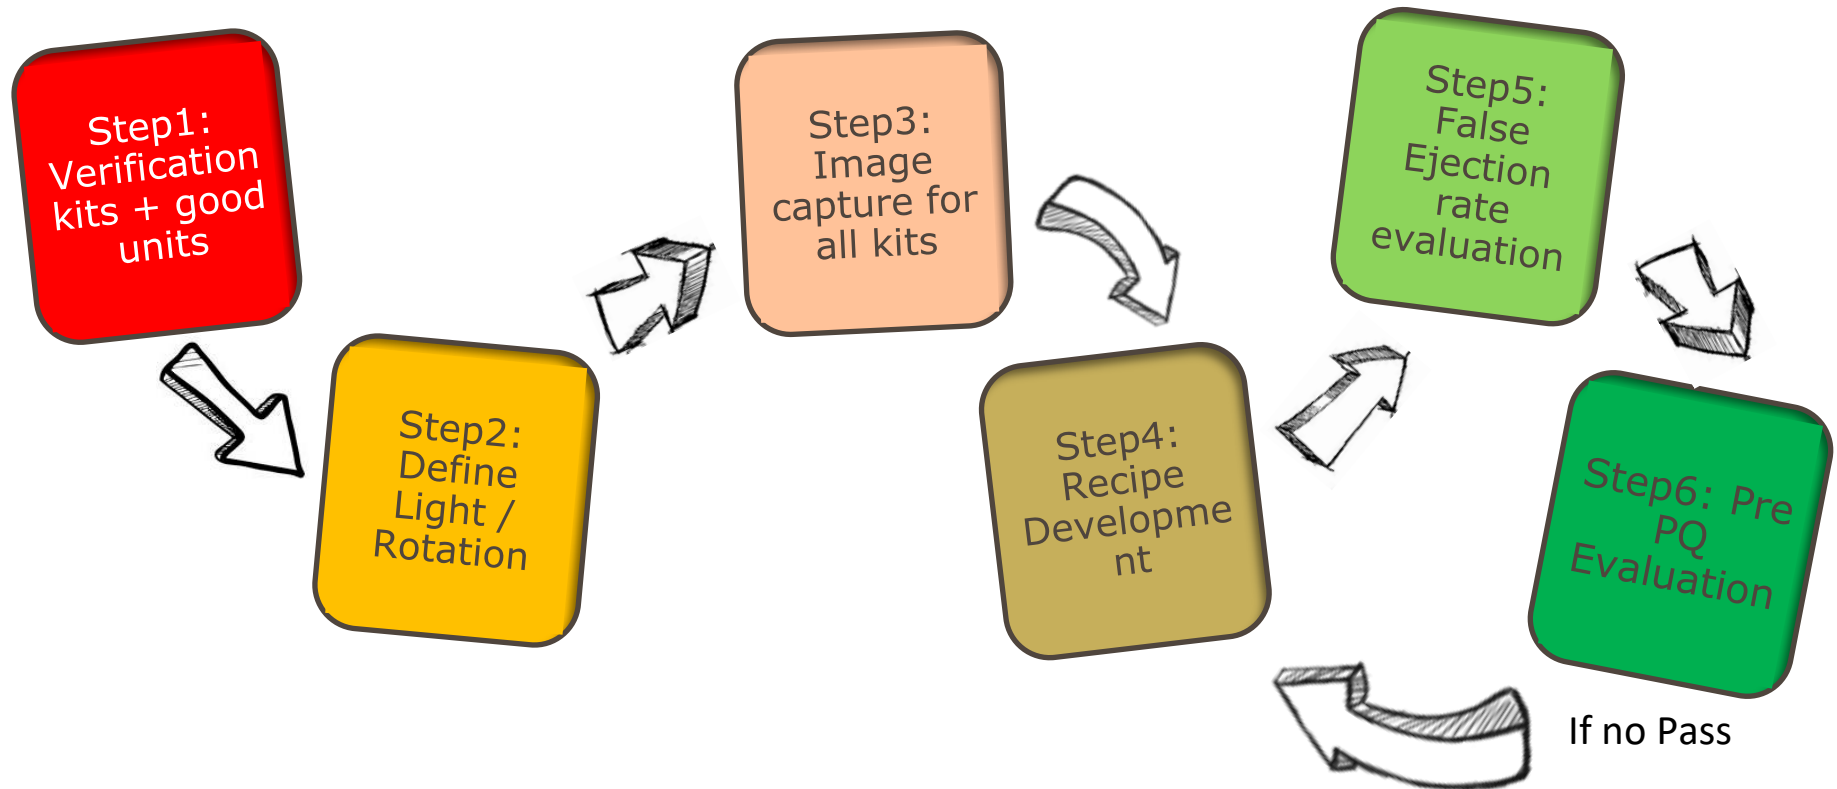 Step1:
Verification
kits + good
units
Step2:
Define
Light /
Rotation
Step3:
Image
capture for
all kits
Step4:
Recipe
Developme
nt
Step5:
False
Ejection
rate
evaluation
Step6: Pre
PQ
Evaluation
If no Pass